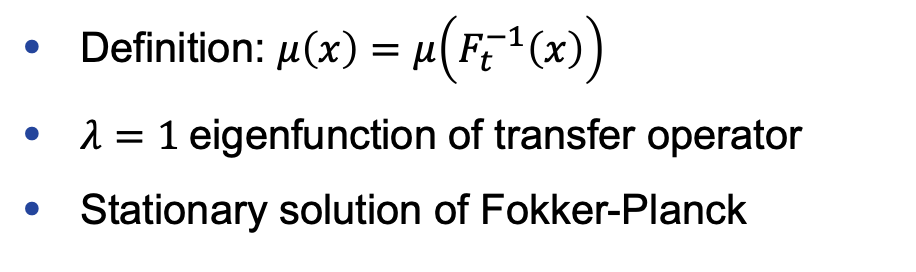 • Definition: μ(x) = μ(F_t^{-1}(x))
• λ = 1 eigenfunction of transfer operator
• Stationary solution of Fokker-Planck